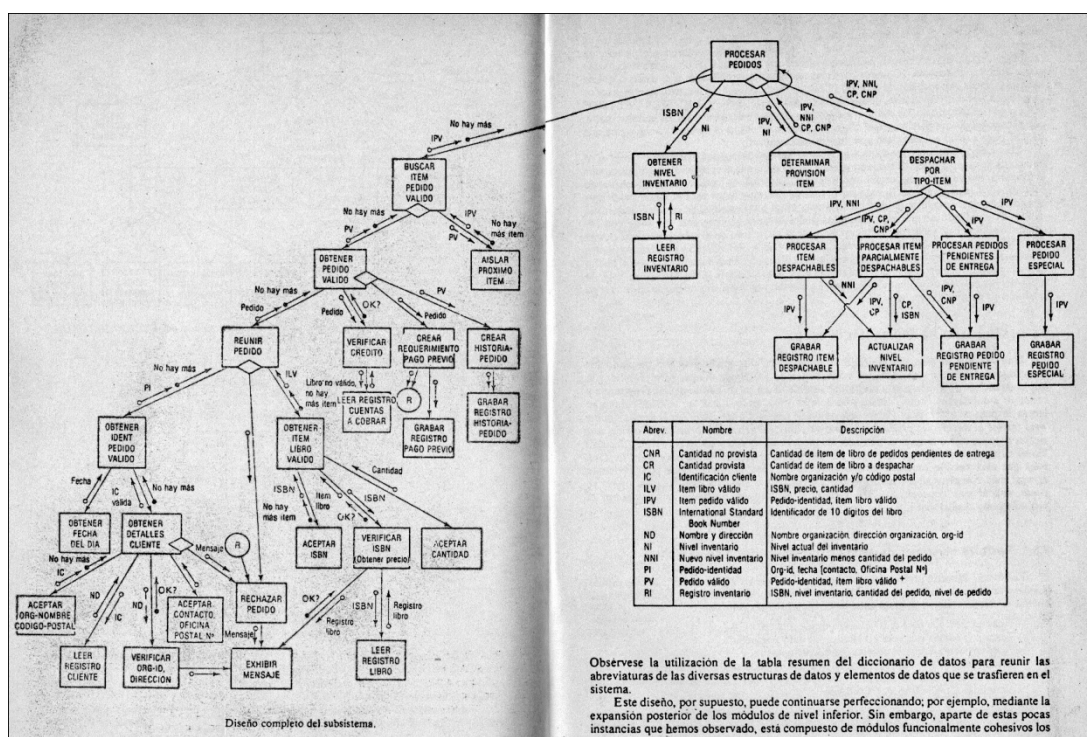 PROCESAR
PEDIDOS
No hay más
IPV
ISBN
NI
IPV,
NI
IPV,
NNI
CP, CNP
IPV, NNI,
CP, CNP
BUSCAR
ITEM
PEDIDO
VALIDO
OBTENER
NIVEL
INVENTARIO
DETERMINAR
PROVISION
ITEM
DESPACHAR
POR
TIPO-ITEM
No hay más
PV
PV
IPV
No hay
más item
ISBN
RI
IPV, NNI
IPV, CP,
CNP
IPV
IPV
OBTENER
PEDIDO
VALIDO
AISLAR
PROXIMO
ITEM
LEER
REGISTRO
INVENTARIO
PROCESAR
ITEM
DESPACHABLES
PROCESAR ITEM
PARCIALMENTE
DESPACHABLES
PROCESAR PEDIDOS
PENDIENTES
DE ENTREGA
PROCESAR
PEDIDO
ESPECIAL
No hay más
Pedido
Pedido
OK?
Pedido
PV
IPV
NNI
IPV,
CP
CP,
ISBN
IPV,
CNP
IPV
IPV
REUNIR
PEDIDO
VERIFICAR
CREDITO
CREAR
REQUERIMIENTO
PAGO PREVIO
CREAR
HISTORIA-
PEDIDO
GRABAR
REGISTRO ITEM
DESPACHABLE
ACTUALIZAR
NIVEL
INVENTARIO
GRABAR
REGISTRO PEDIDO
PENDIENTE
DE ENTREGA
GRABAR
REGISTRO
PEDIDO
ESPECIAL
No hay más
PI
ILV
Libro no válido,
no hay
más item
LEER REGISTRO
CUENTAS
A COBRAR
R
GRABAR
REGISTRO
PAGO PREVIO
GRABAR
REGISTRO
HISTORIA-
PEDIDO
OBTENER
IDENT
PEDIDO
VALIDO
OBTENER
ITEM
LIBRO
VALIDO
Fecha
IC
válida
No hay más
ISBN
No hay
más item
Item
libro
OK?
ISBN
Cantidad
OBTENER
FECHA
DEL DIA
OBTENER
DETALLES
CLIENTE
Mensaje
R
ACEPTAR
ISBN
VERIFICAR
ISBN
(Obtener precio)
ACEPTAR
CANTIDAD
No hay más
IC
ND
IC
ND
OK?
ACEPTAR
ORG-NOMBRE
CODIGO-POSTAL
ACEPTAR
CONTACTO,
OFICINA
POSTAL Nº
RECHAZAR
PEDIDO
OK?
Registro
libro
ISBN
Registro
libro
Mensaje
LEER
REGISTRO
CLIENTE
VERIFICAR
ORG-ID,
DIRECCION
EXHIBIR
MENSAJE
LEER
REGISTRO
LIBRO
Diseño completo del subsistema.
Abrev. Nombre Descripción
CNR Cantidad no provista Cantidad de ítem de libro de pedidos pendientes de entrega
CR Cantidad provista Cantidad de ítem de libro a despachar
IC Identificación cliente Nombre organización y/o código postal
ILV Item libro válido ISBN, precio, cantidad
IPV Item pedido válido Pedido-identidad, ítem libro válido
ISBN International Standard Identificador de 10 dígitos del libro
Book Number
ND Nombre y dirección Nombre organización, dirección organización, org-id
NI Nivel inventario Nivel actual del inventario
NNI Nuevo nivel inventario Nivel inventario menos cantidad del pedido
PI Pedido-identidad Org-id, fecha [contacto, Oficina Postal Nº]
PV Pedido válido Pedido-identidad, ítem libro válido +
RI Registro inventario ISBN, nivel inventario, cantidad del pedido, nivel de pedido
Obsérvese la utilización de la tabla resumen del diccionario de datos para reunir las
abreviaturas de las diversas estructuras de datos y elementos de datos que se trasfieren en el
sistema.
Este diseño, por supuesto, puede continuarse perfeccionando; por ejemplo, mediante la
expansión posterior de los módulos de nivel inferior. Sin embargo, aparte de estas pocas
instancias que hemos observado, está compuesto de módulos funcionalmente cohesivos los